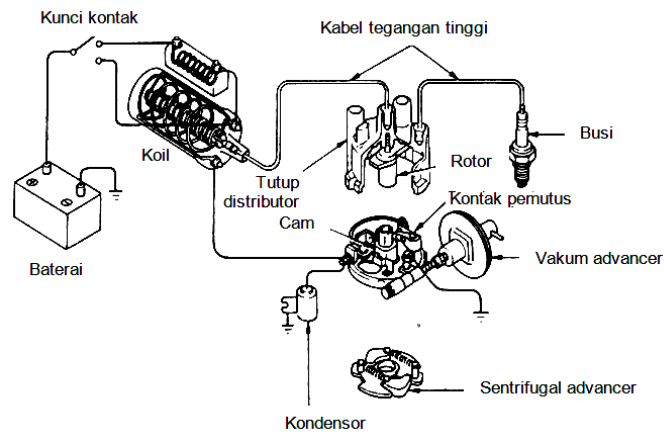 Kunci kontak
Kabel tegangan tinggi
Koil
Busi
Rotor
Tutup
distributor
Kontak pemutus
Cam
Baterai
Vakum advancer
Sentrifugal advancer
Kondensor